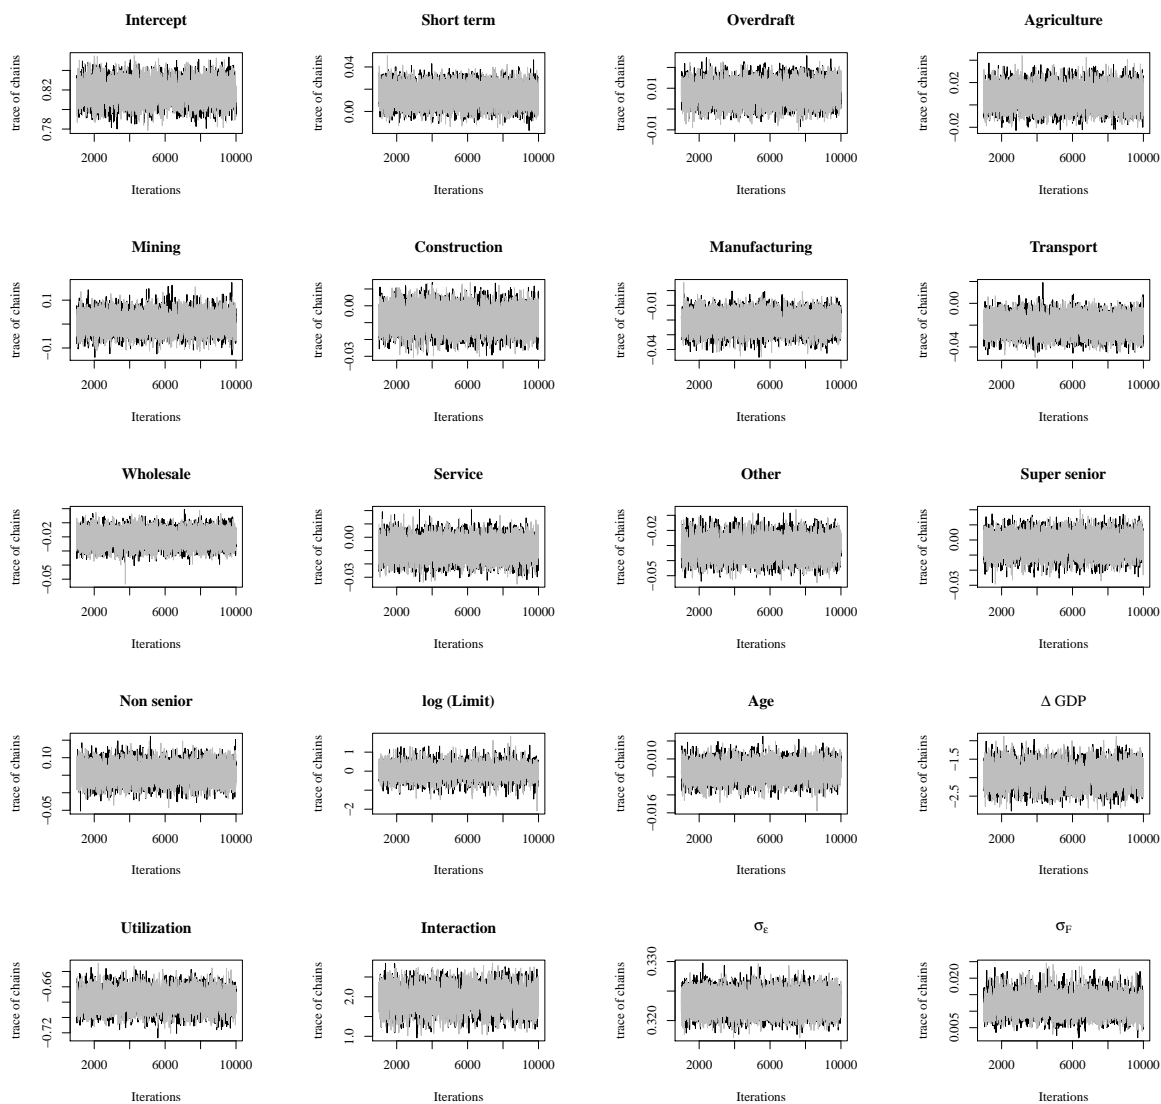 Intercept Short term Overdraft Agriculture
trace of chains 0.78 0.82 trace of chains 0.00 0.04 trace of chains −0.01 0.01 trace of chains −0.02 0.02
2000 6000 10000 2000 6000 10000 2000 6000 10000 2000 6000 10000
Iterations Iterations Iterations Iterations
Mining Construction Manufacturing Transport
trace of chains −0.1 0.1 trace of chains −0.03 0.00 trace of chains −0.04 −0.01 trace of chains −0.04 0.00
2000 6000 10000 2000 6000 10000 2000 6000 10000 2000 6000 10000
Iterations Iterations Iterations Iterations
Wholesale Service Other Super senior
trace of chains −0.05 −0.02 trace of chains −0.03 0.00 trace of chains −0.05 −0.02 trace of chains −0.03 0.00
2000 6000 10000 2000 6000 10000 2000 6000 10000 2000 6000 10000
Iterations Iterations Iterations Iterations
Non senior log (Limit) Age Δ GDP
trace of chains −0.05 0.10 trace of chains −2 0 1 trace of chains −0.016 −0.010 trace of chains −2.5 −1.5
2000 6000 10000 2000 6000 10000 2000 6000 10000 2000 6000 10000
Iterations Iterations Iterations Iterations
Utilization Interaction σε σF
trace of chains −0.72 −0.66 trace of chains 1.0 2.0 trace of chains 0.320 0.330 trace of chains 0.005 0.020
2000 6000 10000 2000 6000 10000 2000 6000 10000 2000 6000 10000
Iterations Iterations Iterations Iterations